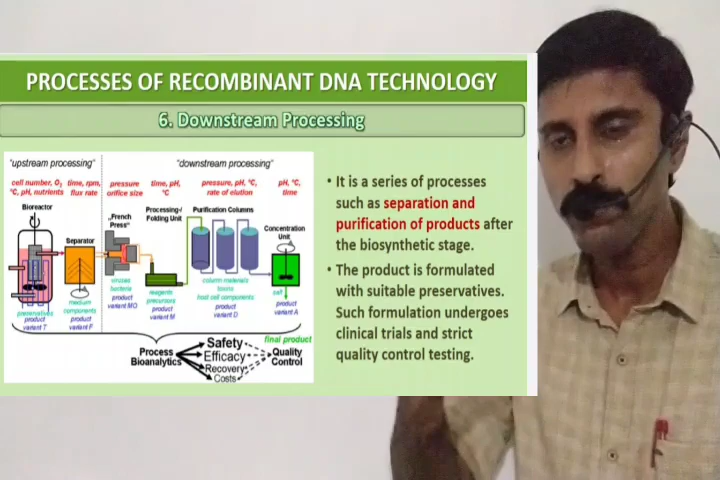 PROCESSES OF RECOMBINANT DNA TECHNOLOGY
6. Downstream Processing
"upstream processing"
"downstream processing"
cell number, O2
°C, pH, nutrients
time, rpm,
flux rate
pressure
orifice size
time, pH,
°C
pressure, pH, °C,
rate of elution
pH, °C,
time
Bioreactor
Separator
„French
Press"
Processing-/
Folding Unit
Purification Columns
Concentration
Unit
preservatives
product
variant T
medium
components
product
variant F
viruses
bacteria
product
variant MO
reagents
precursors
product
variant M
column materials
toxins
host cell components
product
variant D
salt
product
variant A
final product
Process
Bioanalytics
Safety
Efficacy
Recovery
Costs
Quality
Control
• It is a series of processes
such as separation and
purification of products after
the biosynthetic stage.
• The product is formulated
with suitable preservatives.
Such formulation undergoes
clinical trials and strict
quality control testing.